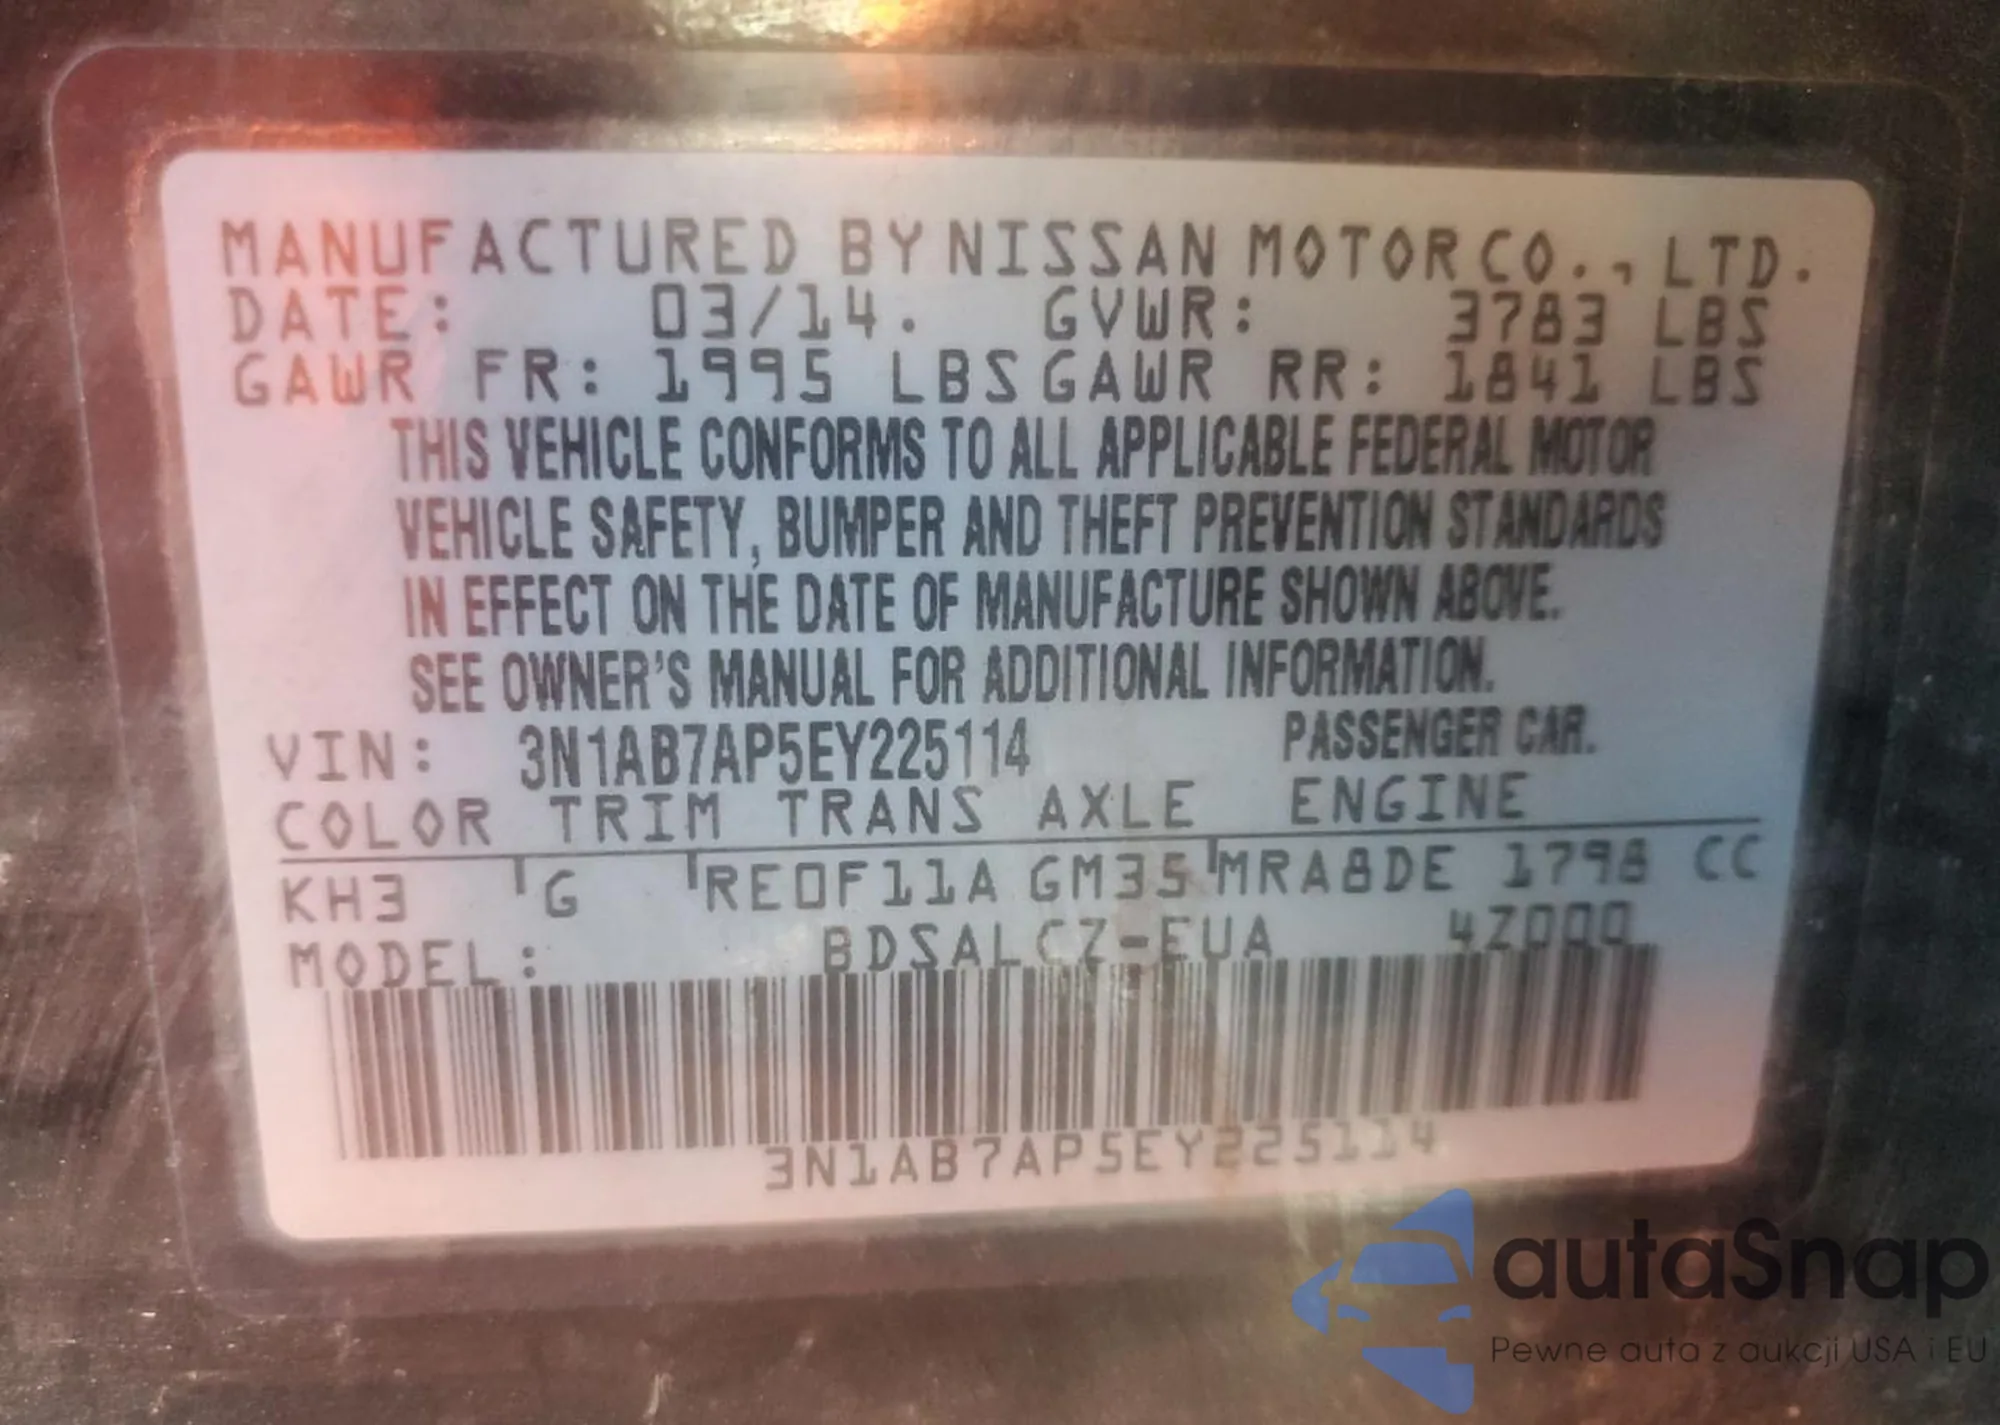 MANUFACTURED BY NISSAN MOTOR CO., LTD.
DATE: 03/14. GVWR: 3783 LBS
GAWR FR: 1995 LBS GAWR RR: 1841 LBS
THIS VEHICLE CONFORMS TO ALL APPLICABLE FEDERAL MOTOR
VEHICLE SAFETY, BUMPER AND THEFT PREVENTION STANDARDS
IN EFFECT ON THE DATE OF MANUFACTURE SHOWN ABOVE.
SEE OWNER'S MANUAL FOR ADDITIONAL INFORMATION.
VIN: 3N1AB7AP5EY225114 PASSENGER CAR.
COLOR TRIM TRANS AXLE ENGINE
KH3 G RE0F11A GM35 MRA8DE 1798 CC
MODEL: BDSALCZ-EUA 4Z000
3N1AB7AP5EY225114
autaSnap
Pewne auta z aukcji USA i EU